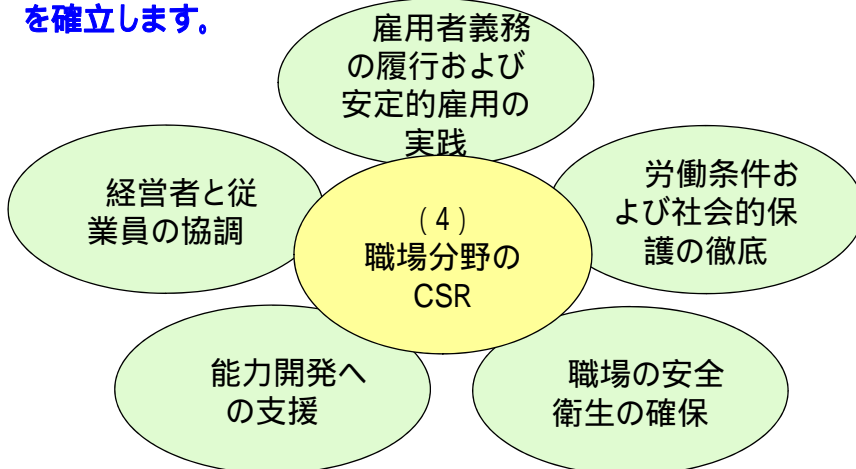 を確立します。
雇用者義務
の履行および
安定的雇用の
実践
経営者と従
業員の協調
労働条件お
よび社会的保
護の徹底
(4)
職場分野の
CSR
能力開発へ
の支援
職場の安全
衛生の確保